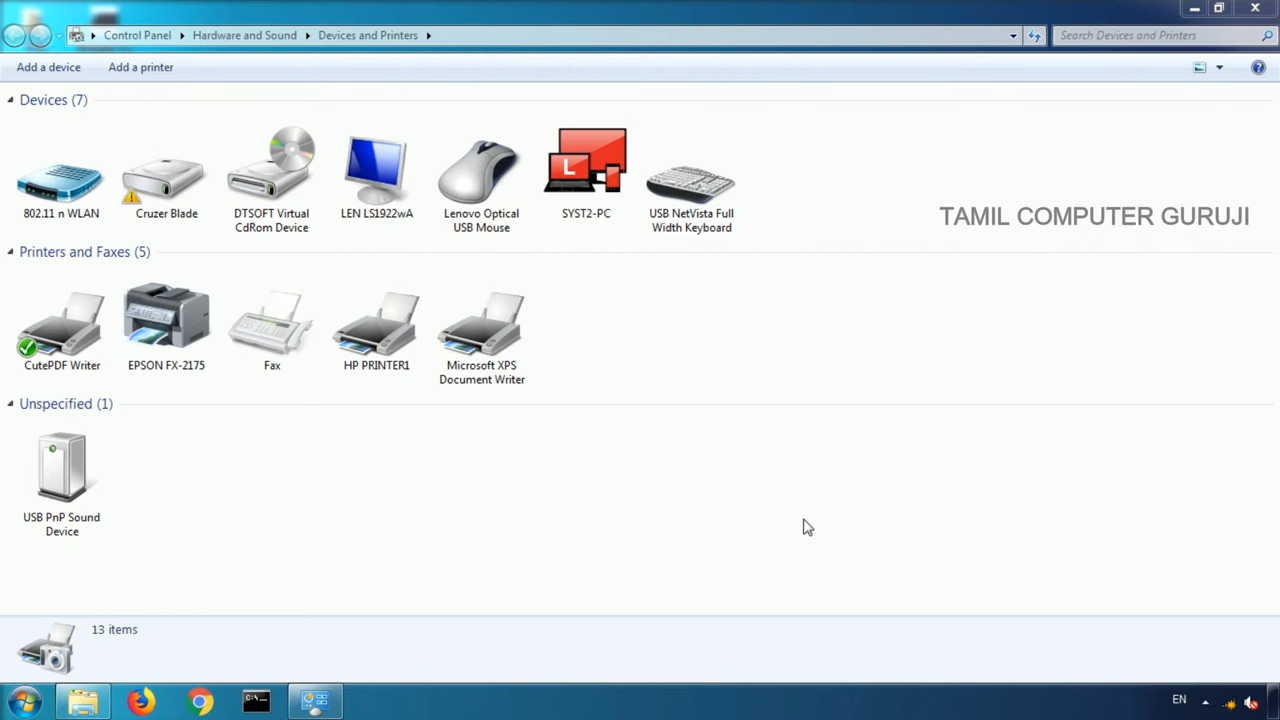 Control Panel Hardware and Sound Devices and Printers
Search Devices and Printers
Add a device Add a printer
Devices (7)
802.11 n WLAN
Cruzer Blade
DTSOFT Virtual
CdRom Device
LEN LS1922wA
Lenovo Optical
USB Mouse
L
SYST2-PC
USB NetVista Full
Width Keyboard
TAMIL COMPUTER GURUJI
Printers and Faxes (5)
CutePDF Writer
EPSON FX-2175
Fax
HP PRINTER1
Microsoft XPS
Document Writer
Unspecified (1)
USB PnP Sound
Device
13 items
C:\_
EN